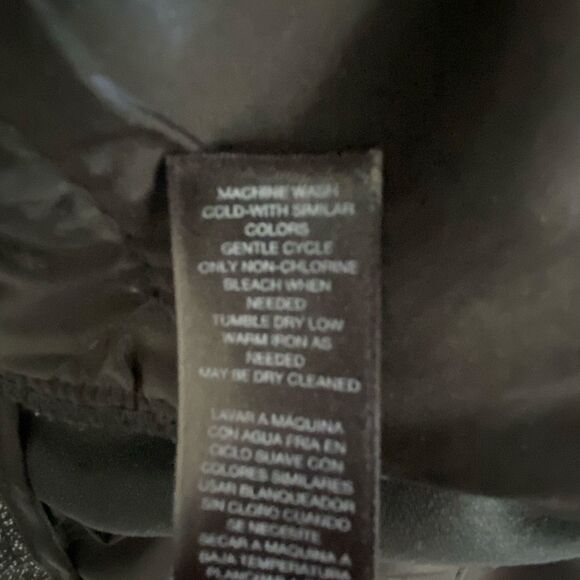 MACHINE WASH
COLD-WITH SIMILAR
COLORS
GENTLE CYCLE
ONLY NON-CHLORINE
BLEACH WHEN
NEEDED
TUMBLE DRY LOW
WARM IRON AS
NEEDED
MAY BE DRY CLEANED
LAVAR A MÁQUINA
CON AGUA FRIA EN
CICLO SUAVE CON
COLORES SIMILARES
USAR BLANQUEADOR
SIN CLORO CUANDO
SE NECESITE
SECAR A MAQUINA A
BAJA TEMPERATURA